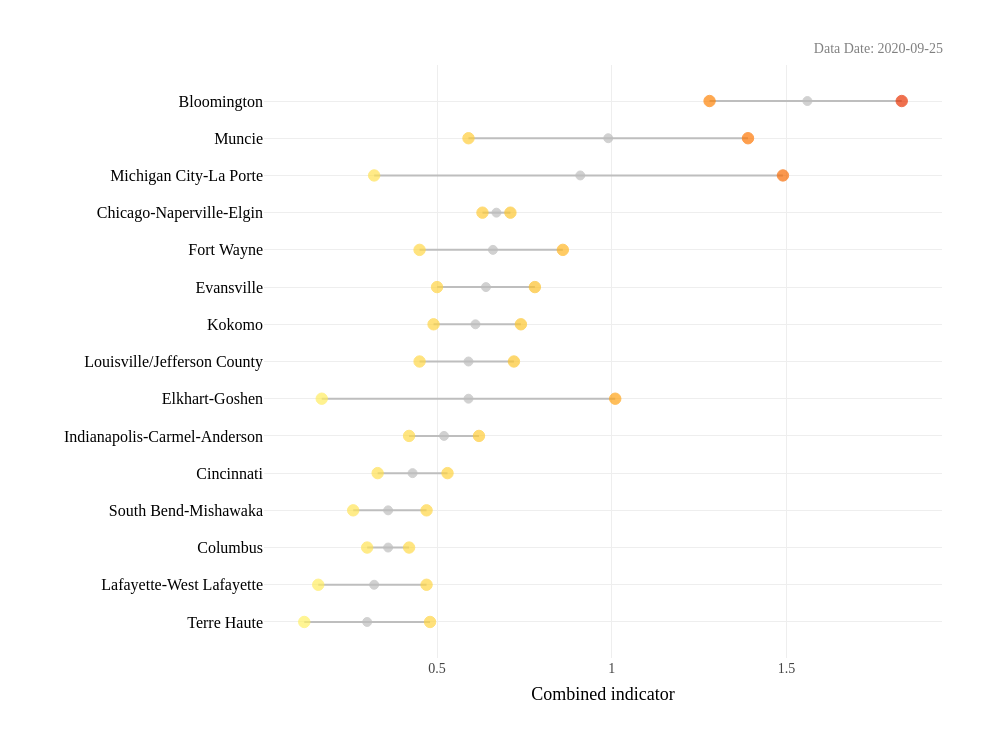 Data Date: 2020-09-25
Bloomington
Muncie
Michigan City-La Porte
Chicago-Naperville-Elgin
Fort Wayne
Evansville
Kokomo
Louisville/Jefferson County
Elkhart-Goshen
Indianapolis-Carmel-Anderson
Cincinnati
South Bend-Mishawaka
Columbus
Lafayette-West Lafayette
Terre Haute
0.5 1 1.5
Combined indicator